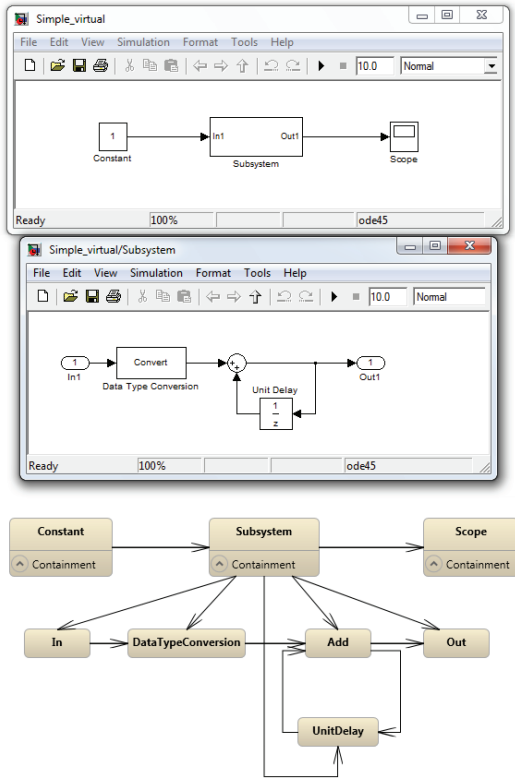 Simple_virtual
File Edit View Simulation Format Tools Help
10.0 Normal
1
In1 Out1
Constant
Subsystem
Scope
Ready 100% ode45
Simple_virtual/Subsystem
File Edit View Simulation Format Tools Help
10.0 Normal
1 Convert 1
In1
Data Type Conversion
Out1
Unit Delay
1
z
Ready 100% ode45
Constant Subsystem Scope
Containment Containment Containment
In DataTypeConversion Add Out
UnitDelay